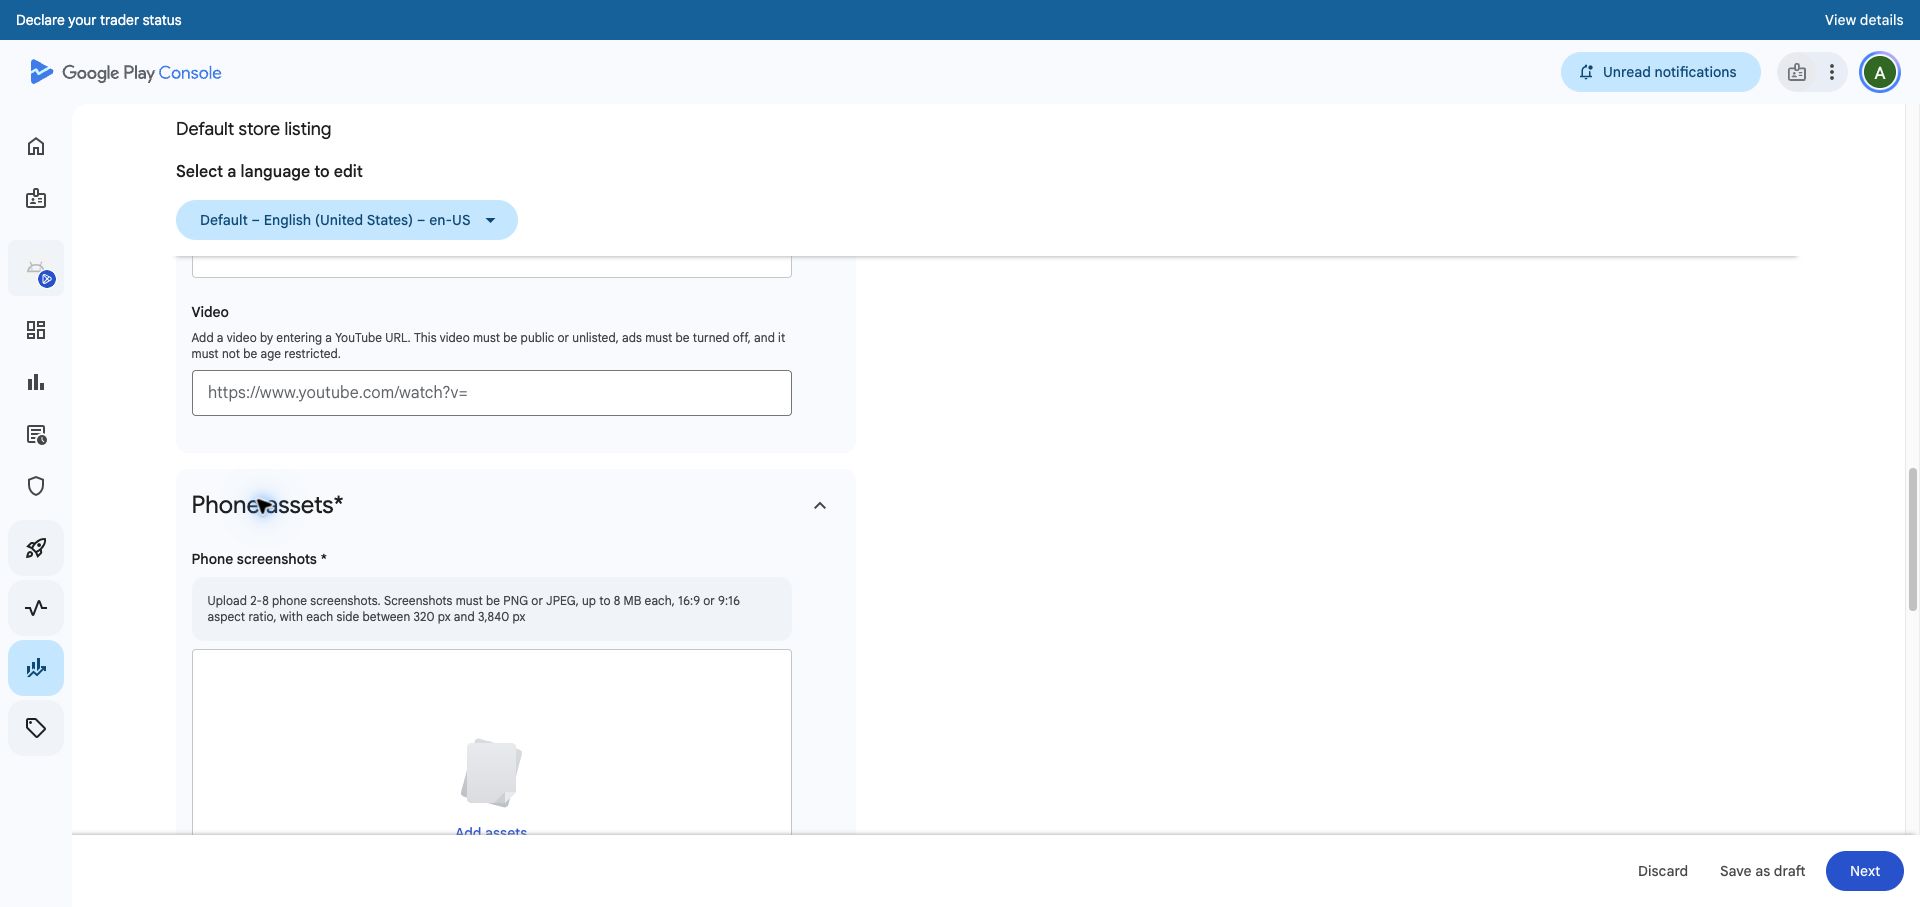 Declare your trader status
View details
Google Play Console
Unread notifications
A
Default store listing
Select a language to edit
Default – English (United States) – en-US
Video
Add a video by entering a YouTube URL. This video must be public or unlisted, ads must be turned off, and it
must not be age restricted.
https://www.youtube.com/watch?v=
Phone assets*
Phone screenshots *
Upload 2-8 phone screenshots. Screenshots must be PNG or JPEG, up to 8 MB each, 16:9 or 9:16
aspect ratio, with each side between 320 px and 3,840 px
Add assets
Discard
Save as draft
Next